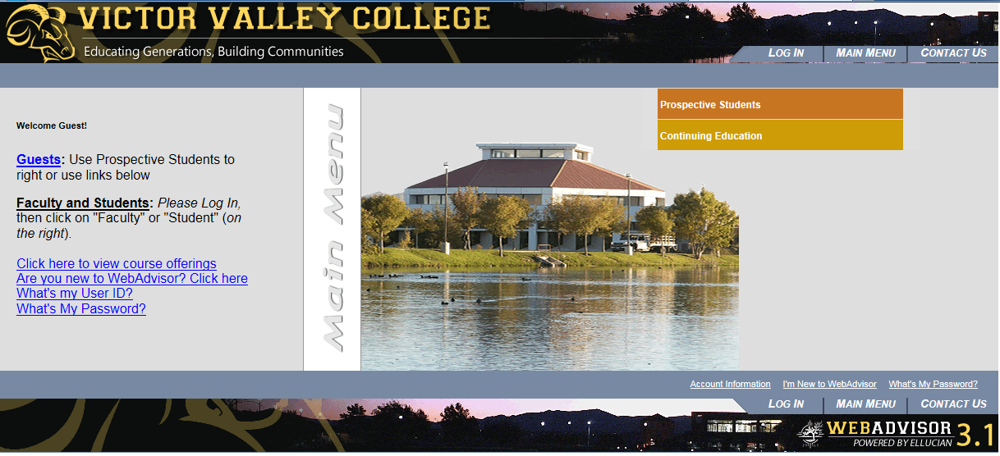 VICTOR VALLEY COLLEGE
Educating Generations, Building Communities
LOG IN MAIN MENU CONTACT US
Welcome Guest!
Guests: Use Prospective Students to
right or use links below
Faculty and Students: Please Log In,
then click on "Faculty" or "Student" (on
the right).
Click here to view course offerings
Are you new to WebAdvisor? Click here
What's my User ID?
What's My Password?
Main Menu
Prospective Students
Continuing Education
Account Information I'm New to WebAdvisor What's My Password?
LOG IN MAIN MENU CONTACT US
WEBADVISOR 3.1
POWERED BY ELLUCIAN